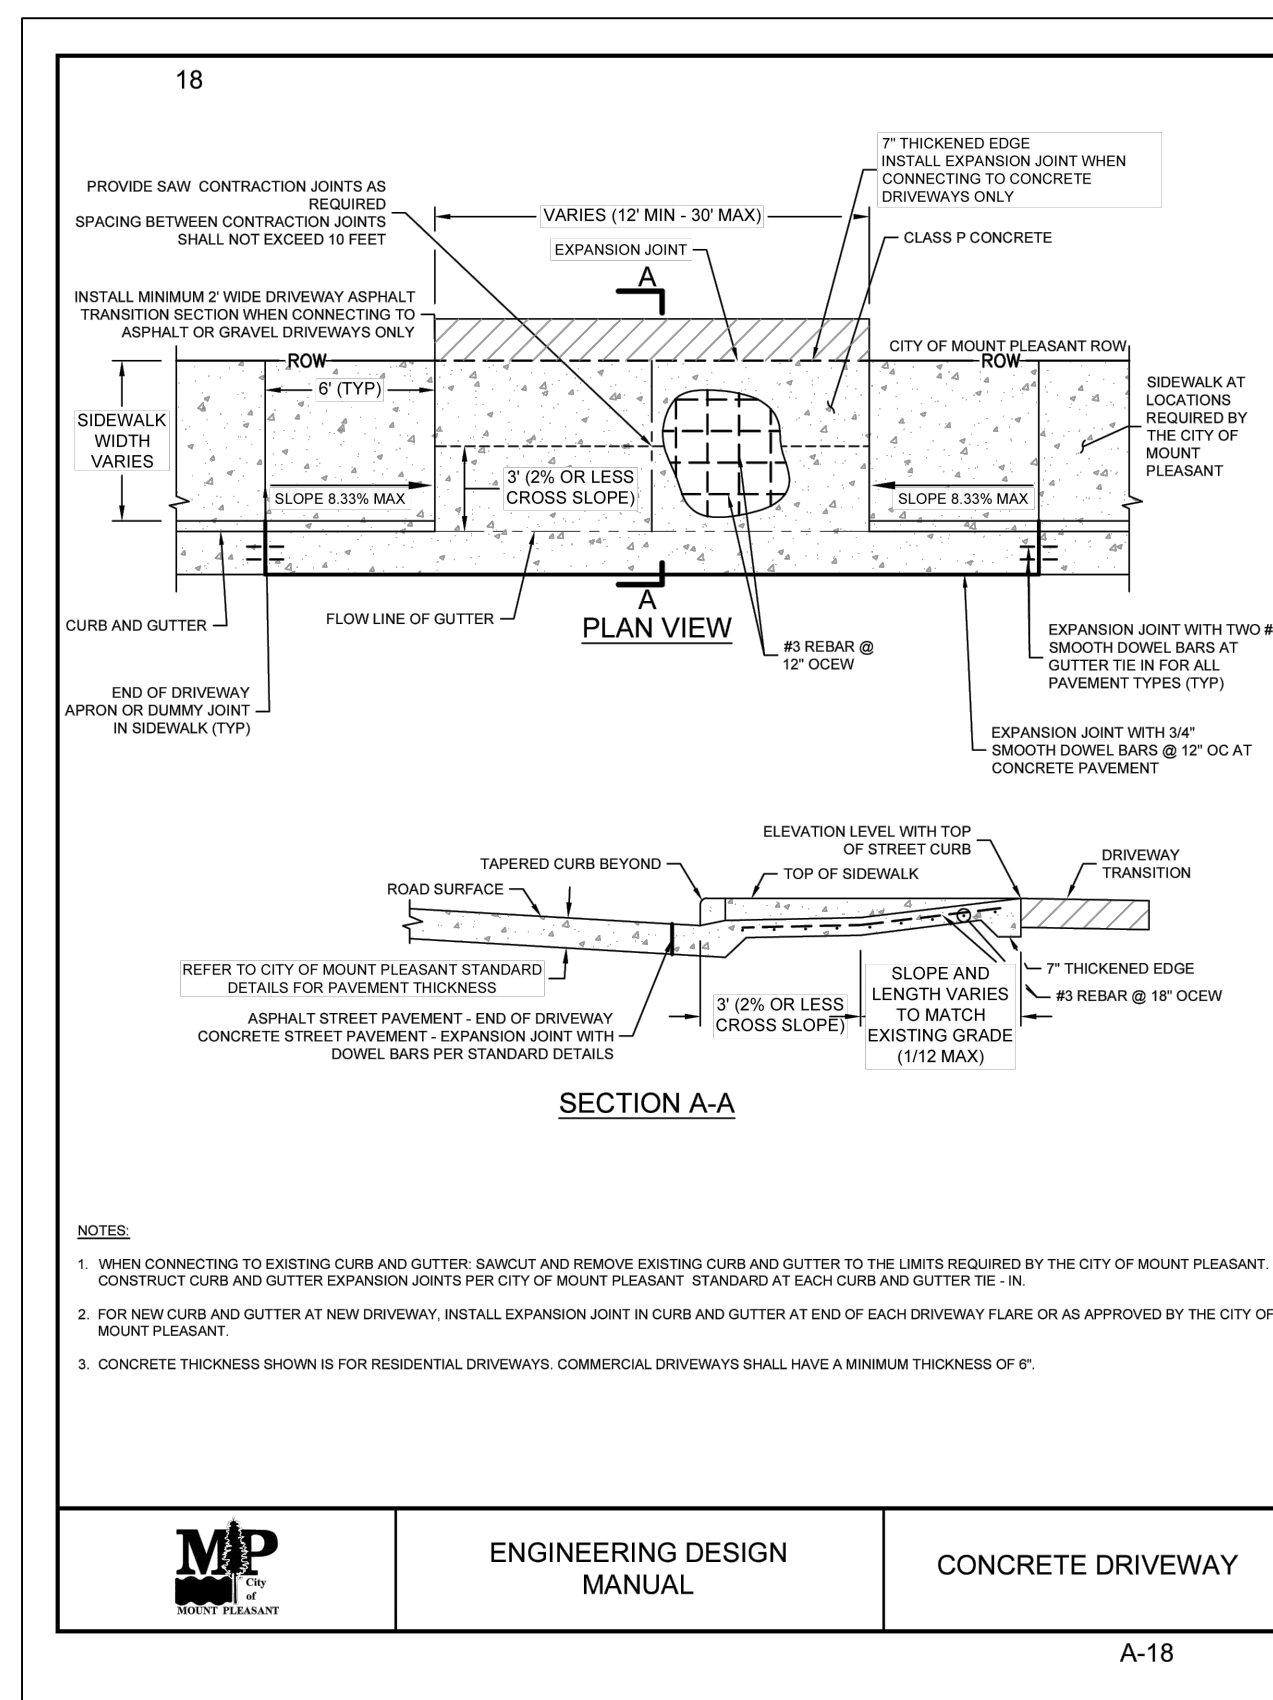 18
7" THICKENED EDGE
INSTALL EXPANSION JOINT WHEN
CONNECTING TO CONCRETE
DRIVEWAYS ONLY
PROVIDE SAW CONTRACTION JOINTS AS
REQUIRED
SPACING BETWEEN CONTRACTION JOINTS
SHALL NOT EXCEED 10 FEET
VARIES (12' MIN - 30' MAX)
EXPANSION JOINT
CLASS P CONCRETE
A
INSTALL MINIMUM 2' WIDE DRIVEWAY ASPHALT
TRANSITION SECTION WHEN CONNECTING TO
ASPHALT OR GRAVEL DRIVEWAYS ONLY
CITY OF MOUNT PLEASANT ROW
ROW
ROW
6' (TYP)
SIDEWALK
WIDTH
VARIES
SIDEWALK AT
LOCATIONS
REQUIRED BY
THE CITY OF
MOUNT
PLEASANT
3' (2% OR LESS
CROSS SLOPE)
SLOPE 8.33% MAX
SLOPE 8.33% MAX
CURB AND GUTTER
FLOW LINE OF GUTTER
A
PLAN VIEW
#3 REBAR @
12" OCEW
EXPANSION JOINT WITH TWO #
SMOOTH DOWEL BARS AT
GUTTER TIE IN FOR ALL
PAVEMENT TYPES (TYP)
END OF DRIVEWAY
APRON OR DUMMY JOINT
IN SIDEWALK (TYP)
EXPANSION JOINT WITH 3/4"
SMOOTH DOWEL BARS @ 12" OC AT
CONCRETE PAVEMENT
ELEVATION LEVEL WITH TOP
OF STREET CURB
TAPERED CURB BEYOND
TOP OF SIDEWALK
DRIVEWAY
TRANSITION
ROAD SURFACE
REFER TO CITY OF MOUNT PLEASANT STANDARD
DETAILS FOR PAVEMENT THICKNESS
7" THICKENED EDGE
#3 REBAR @ 18" OCEW
SLOPE AND
LENGTH VARIES
TO MATCH
EXISTING GRADE
(1/12 MAX)
3' (2% OR LESS
CROSS SLOPE)
ASPHALT STREET PAVEMENT - END OF DRIVEWAY
CONCRETE STREET PAVEMENT - EXPANSION JOINT WITH
DOWEL BARS PER STANDARD DETAILS
SECTION A-A
NOTES:
1. WHEN CONNECTING TO EXISTING CURB AND GUTTER: SAWCUT AND REMOVE EXISTING CURB AND GUTTER TO THE LIMITS REQUIRED BY THE CITY OF MOUNT PLEASANT.
CONSTRUCT CURB AND GUTTER EXPANSION JOINTS PER CITY OF MOUNT PLEASANT STANDARD AT EACH CURB AND GUTTER TIE - IN.
2. FOR NEW CURB AND GUTTER AT NEW DRIVEWAY, INSTALL EXPANSION JOINT IN CURB AND GUTTER AT END OF EACH DRIVEWAY FLARE OR AS APPROVED BY THE CITY OF
MOUNT PLEASANT.
3. CONCRETE THICKNESS SHOWN IS FOR RESIDENTIAL DRIVEWAYS. COMMERCIAL DRIVEWAYS SHALL HAVE A MINIMUM THICKNESS OF 6".
MP
City
of
MOUNT PLEASANT
ENGINEERING DESIGN
MANUAL
CONCRETE DRIVEWAY
A-18